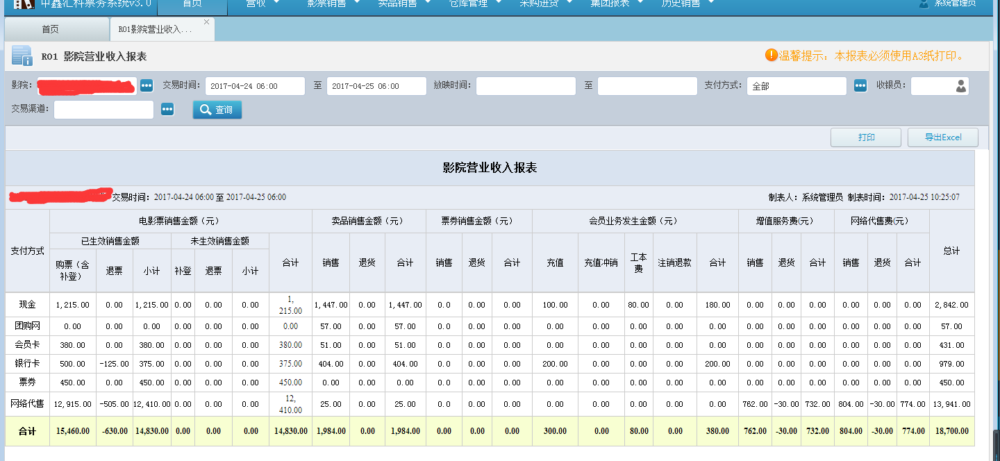 中鑫汇科票务系统v3.0 首页 营收 影票销售 卖品销售 仓库管理 采购进货 集团报表 历史销售 系统管理员
首页 R01影院营业收入... ×
R01 影院营业收入报表 温馨提示：本报表必须使用A3纸打印。
影院： 交易时间： 2017-04-24 06:00 至 2017-04-25 06:00 放映时间： 至 支付方式： 全部 收银员：
交易渠道： 查询
打印 导出Excel
影院营业收入报表
交易时间：2017-04-24 06:00 至 2017-04-25 06:00 制表人：系统管理员 制表时间：2017-04-25 10:25:07
支付方式 电影票销售金额（元） 卖品销售金额（元） 票券销售金额（元） 会员业务发生金额（元） 增值服务费(元) 网络代售费(元) 总计
已生效销售金额 未生效销售金额 合计 销售 退货 合计 销售 退货 合计 充值 充值冲销 工本费 注销退款 合计 销售 退货 合计 销售 退货 合计
购票（含补登） 退票 小计 补登 退票 小计
现金 1,215.00 0.00 1,215.00 0.00 0.00 0.00 1,215.00 1,447.00 0.00 1,447.00 0.0 0.00 0.00 100.00 0.00 80.00 0.00 180.00 0.00 0.00 0.00 0.00 0.00 0.00 2,842.00
团购网 0.00 0.00 0.00 0.00 0.00 0.00 0.00 57.00 0.00 57.00 0.0 0.00 0.00 0.00 0.00 0.00 0.00 0.00 0.00 0.00 0.00 0.00 0.00 0.00 57.00
会员卡 380.00 0.00 380.00 0.00 0.00 0.00 380.00 51.00 0.00 51.00 0.0 0.00 0.00 0.00 0.00 0.00 0.00 0.00 0.00 0.00 0.00 0.00 0.00 0.00 431.00
银行卡 500.00 -125.00 375.00 0.00 0.00 0.00 375.00 404.00 0.00 404.00 0.0 0.00 0.00 200.00 0.00 0.00 0.00 200.00 0.00 0.00 0.00 0.00 0.00 0.00 979.00
票券 450.00 0.00 450.00 0.00 0.00 0.00 450.00 0.00 0.00 0.00 0.0 0.00 0.00 0.00 0.00 0.00 0.00 0.00 0.00 0.00 0.00 0.00 0.00 0.00 450.00
网络代售 12,915.00 -505.00 12,410.00 0.00 0.00 0.00 12,410.00 25.00 0.00 25.00 0.0 0.00 0.00 0.00 0.00 0.00 0.00 0.00 762.00 -30.00 732.00 804.00 -30.00 774.00 13,941.00
合计 15,460.00 -630.00 14,830.00 0.00 0.00 0.00 14,830.00 1,984.00 0.00 1,984.00 0.00 0.00 0.00 300.00 0.00 80.00 0.00 380.00 762.00 -30.00 732.00 804.00 -30.00 774.00 18,700.00